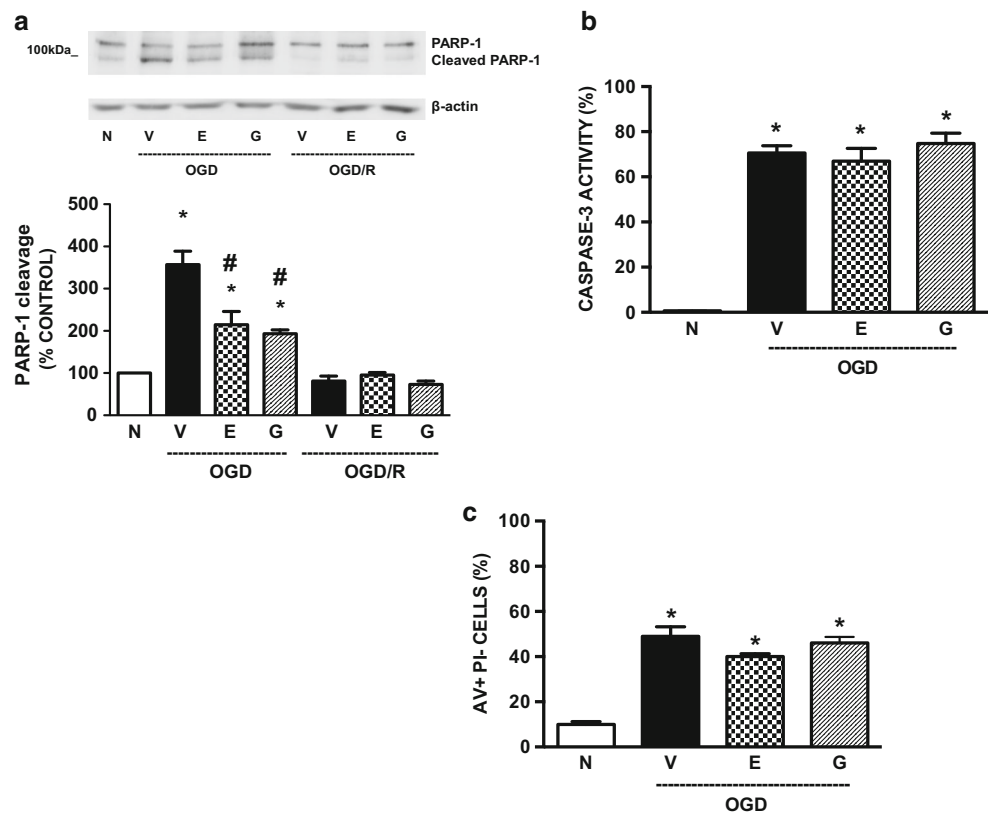 a
100kDa_
PARP-1
Cleaved PARP-1
β-actin
N V E G V E G
OGD OGD/R
PARP-1 cleavage
(% CONTROL)
500
400
300
200
100
0
*
#
*
#
*
N V E G V E G
OGD OGD/R
b
CASPASE-3 ACTIVITY (%)
100
80
60
40
20
0
* * *
N V E G
OGD
c
AV+ PI- CELLS (%)
100
80
60
40
20
0
* * *
N V E G
OGD